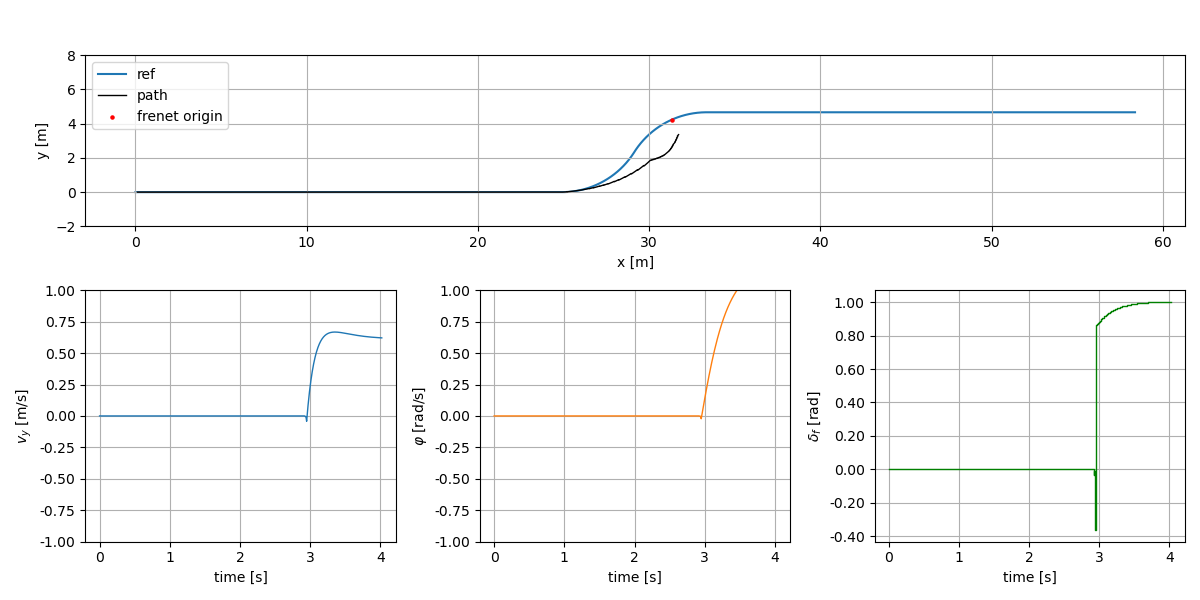 8
6
4
2
0
−2
y [m]
ref
path
frenet origin
0 10 20 30 40 50 60
x [m]
1.00
0.75
0.50
0.25
0.00
-0.25
-0.50
-0.75
-1.00
v_y [m/s]
0 1 2 3 4
time [s]
1.00
0.75
0.50
0.25
0.00
-0.25
-0.50
-0.75
-1.00
φ [rad/s]
0 1 2 3 4
time [s]
1.00
0.80
0.60
0.40
0.20
0.00
-0.20
-0.40
δ_f [rad]
0 1 2 3 4
time [s]